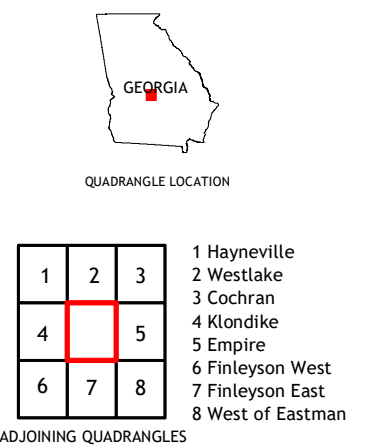 GEORGIA
QUADRANGLE LOCATION
1 2 3
4 5
6 7 8
1 Hayneville
2 Westlake
3 Cochran
4 Klondike
5 Empire
6 Finleyson West
7 Finleyson East
8 West of Eastman
ADJOINING QUADRANGLES